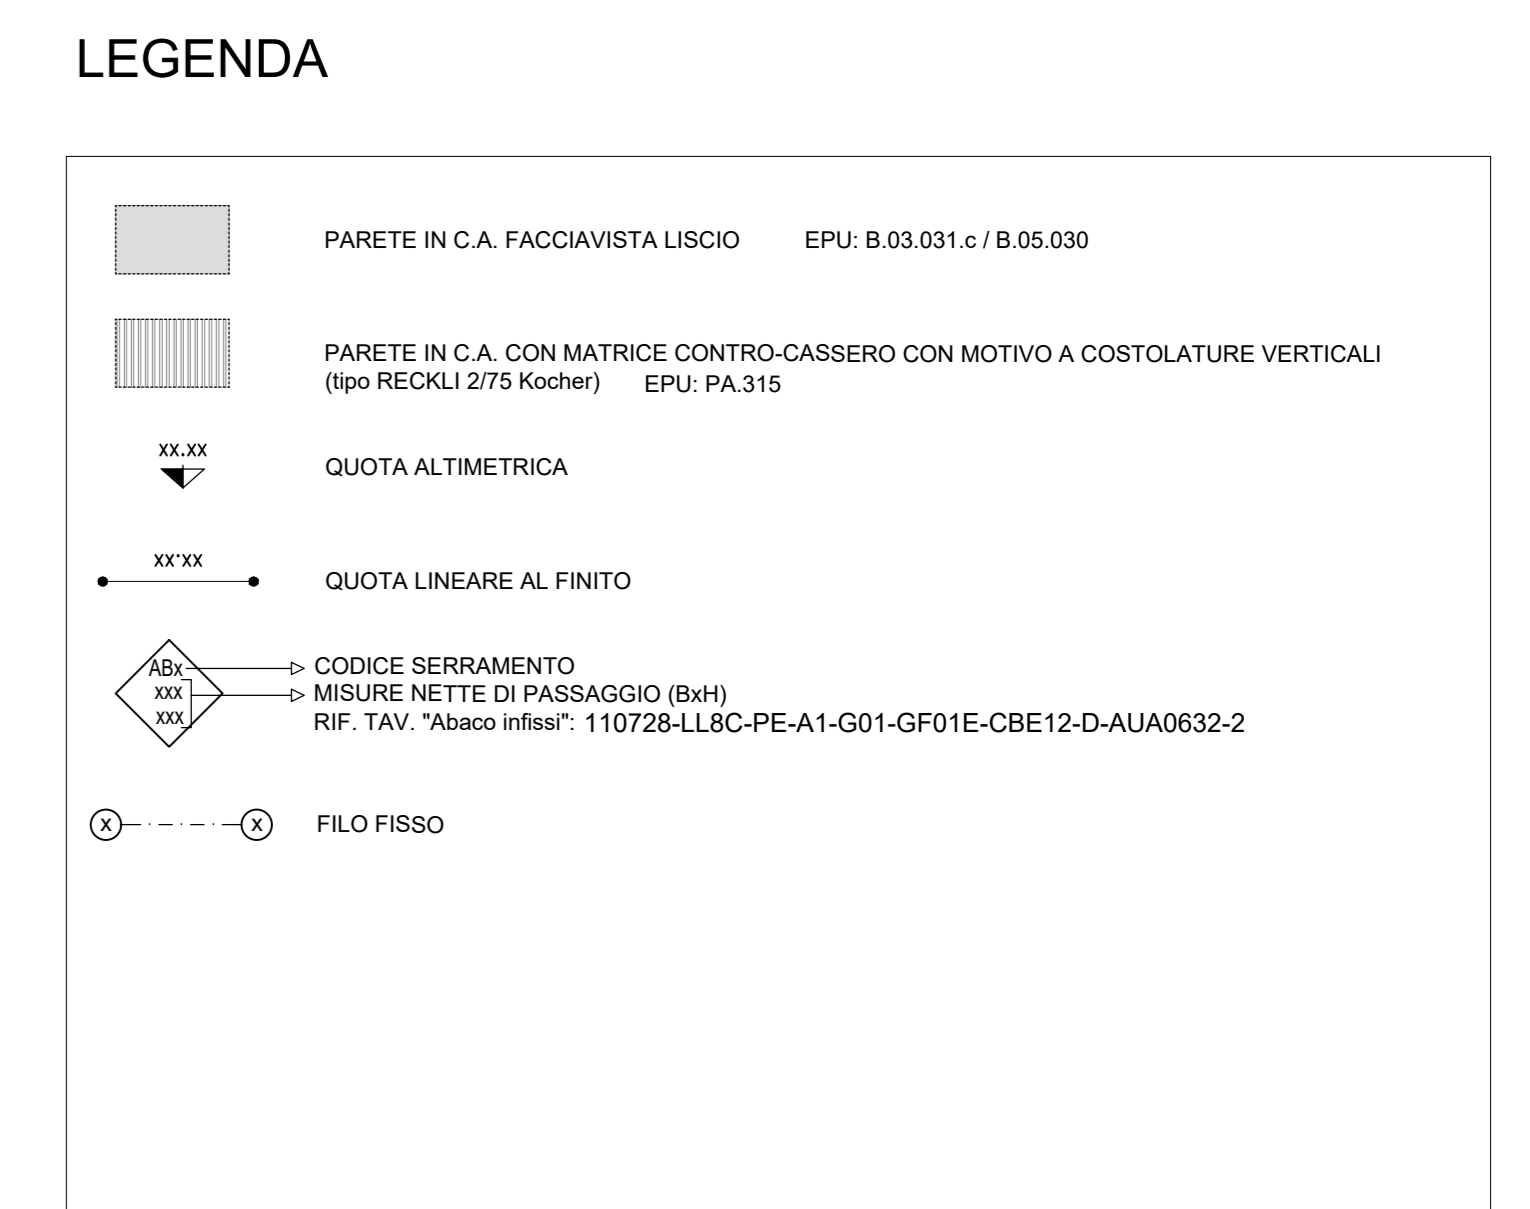 LEGENDA
PARETE IN C.A. FACCIAVISTA LISCIO EPU: B.03.031.c / B.05.030
PARETE IN C.A. CON MATRICE CONTRO-CASSERO CON MOTIVO A COSTOLATURE VERTICALI
(tipo RECKLI 2/75 Kocher) EPU: PA.315
xx.xx
QUOTA ALTIMETRICA
xx·xx
QUOTA LINEARE AL FINITO
ABx CODICE SERRAMENTO
xxx MISURE NETTE DI PASSAGGIO (BxH)
xxx RIF. TAV. "Abaco infissi": 110728-LL8C-PE-A1-G01-GF01E-CBE12-D-AUA0632-2
X X FILO FISSO